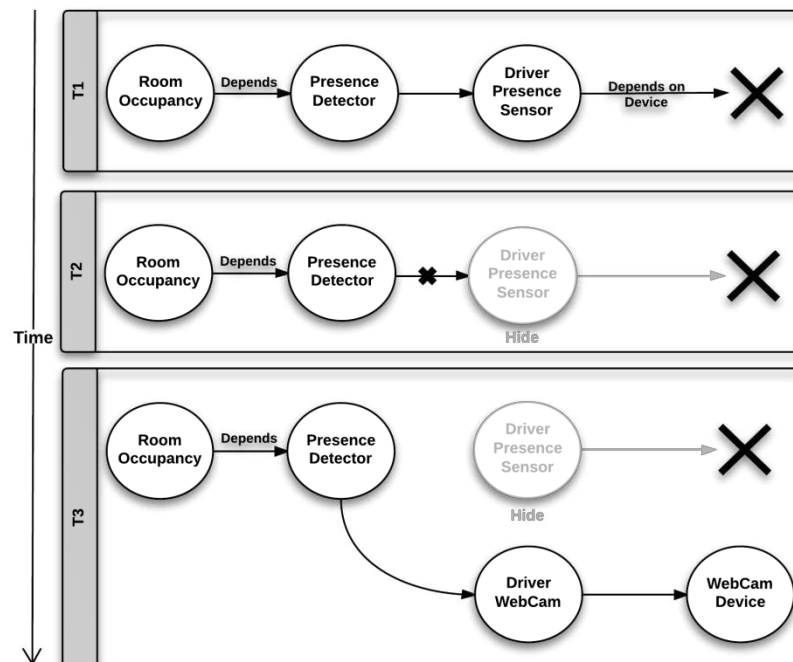 T1
Room
Occupancy
Depends
Presence
Detector
Driver
Presence
Sensor
Depends on
Device
T2
Room
Occupancy
Depends
Presence
Detector
Driver
Presence
Sensor
Hide
Time
T3
Room
Occupancy
Depends
Presence
Detector
Driver
Presence
Sensor
Hide
Driver
WebCam
WebCam
Device